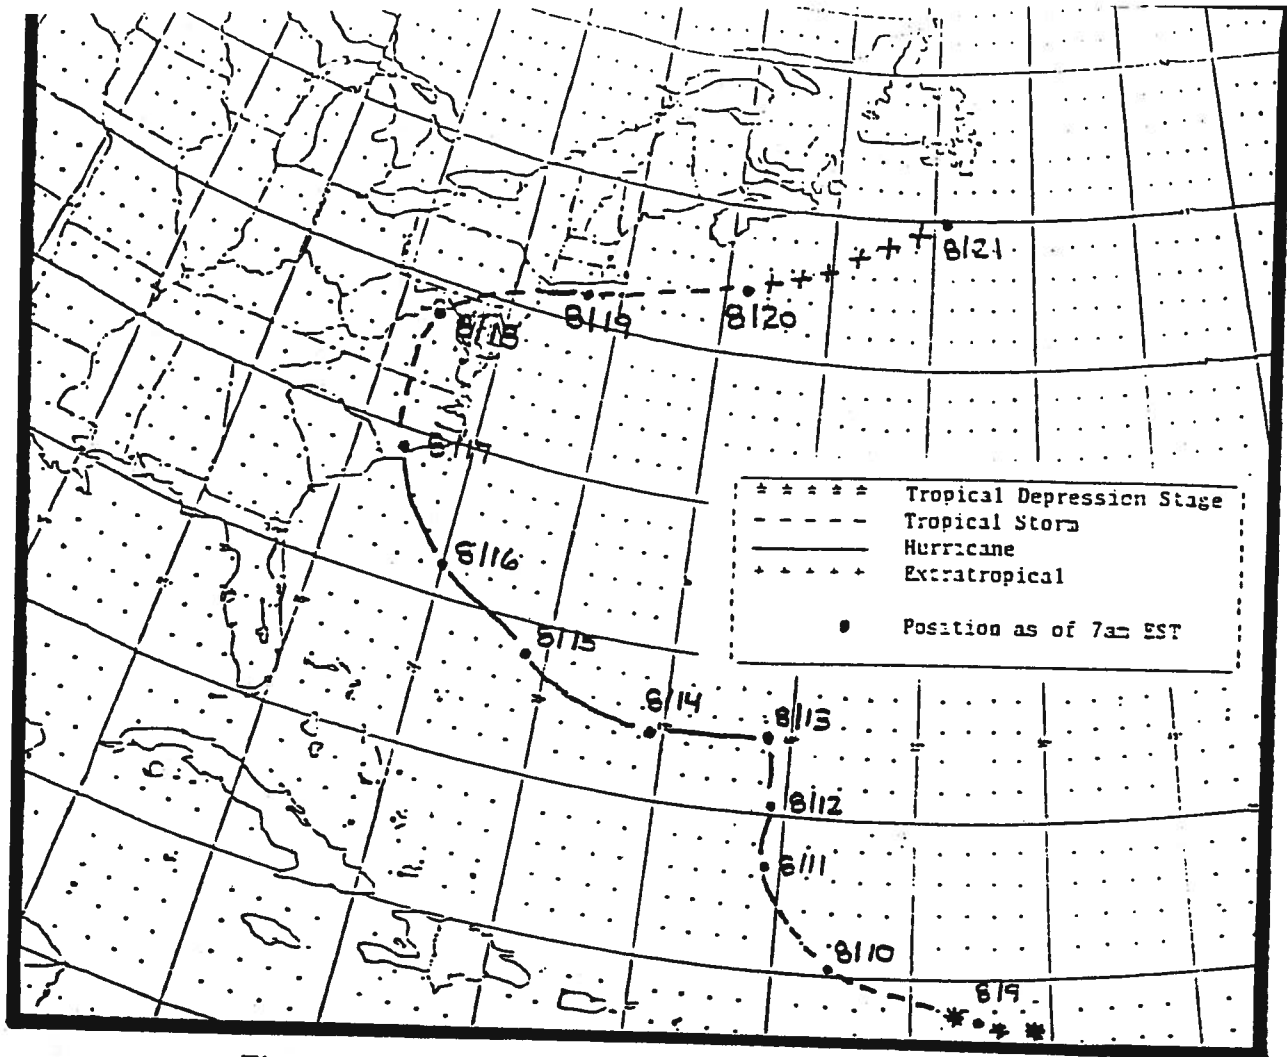 8/21
8/18
8/19
8/20
8/17
8/16
8/15
8/14
8/13
8/12
8/11
8/10
8/9
Tropical Depression Stage
Tropical Storm
Hurricane
Extratropical
Position as of 7am EST